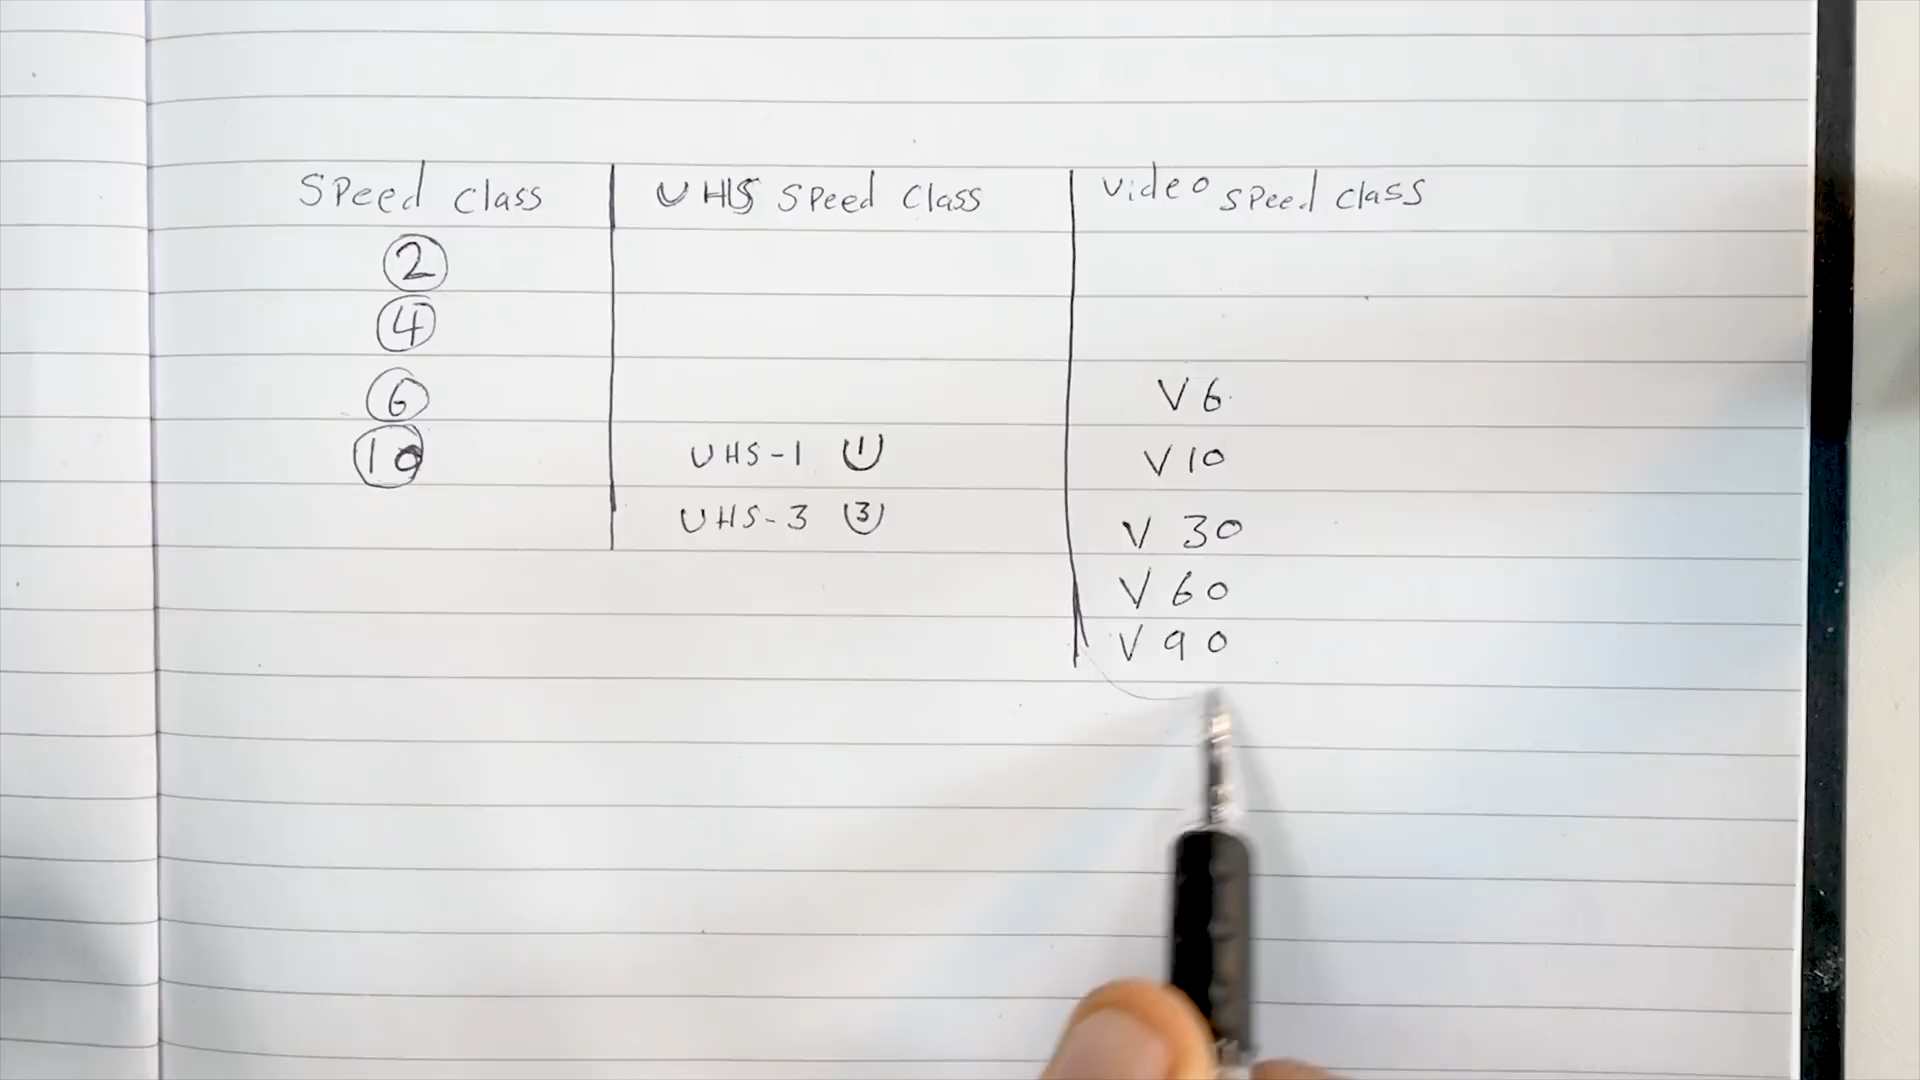 Speed class UHS Speed Class Video speed class
2
4
6 V6
10 UHS-1 1 V10
UHS-3 3 V 30
V 60
V 90